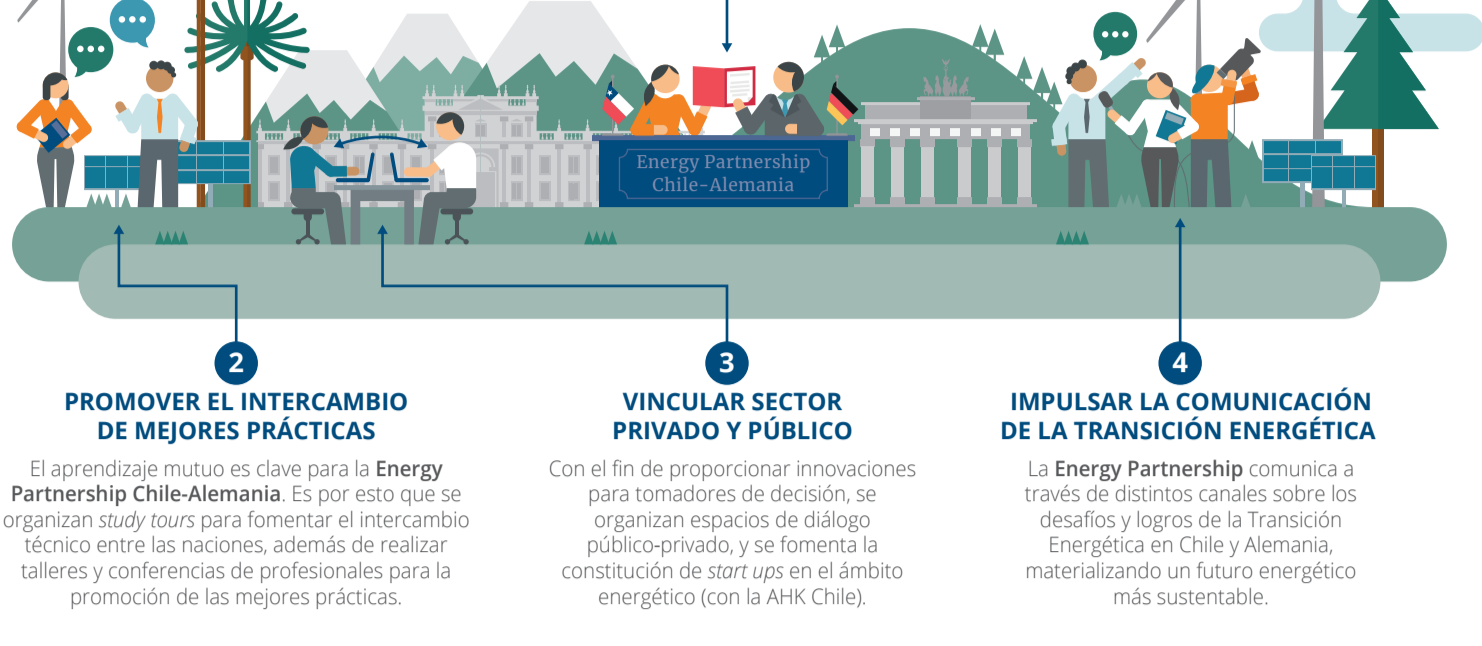 Energy Partnership
Chile-Alemania
2
PROMOVER EL INTERCAMBIO
DE MEJORES PRÁCTICAS
El aprendizaje mutuo es clave para la Energy
Partnership Chile-Alemania. Es por esto que se
organizan study tours para fomentar el intercambio
técnico entre las naciones, además de realizar
talleres y conferencias de profesionales para la
promoción de las mejores prácticas.
3
VINCULAR SECTOR
PRIVADO Y PÚBLICO
Con el fin de proporcionar innovaciones
para tomadores de decisión, se
organizan espacios de diálogo
público-privado, y se fomenta la
constitución de start ups en el ámbito
energético (con la AHK Chile).
4
IMPULSAR LA COMUNICACIÓN
DE LA TRANSICIÓN ENERGÉTICA
La Energy Partnership comunica a
través de distintos canales sobre los
desafíos y logros de la Transición
Energética en Chile y Alemania,
materializando un futuro energético
más sustentable.